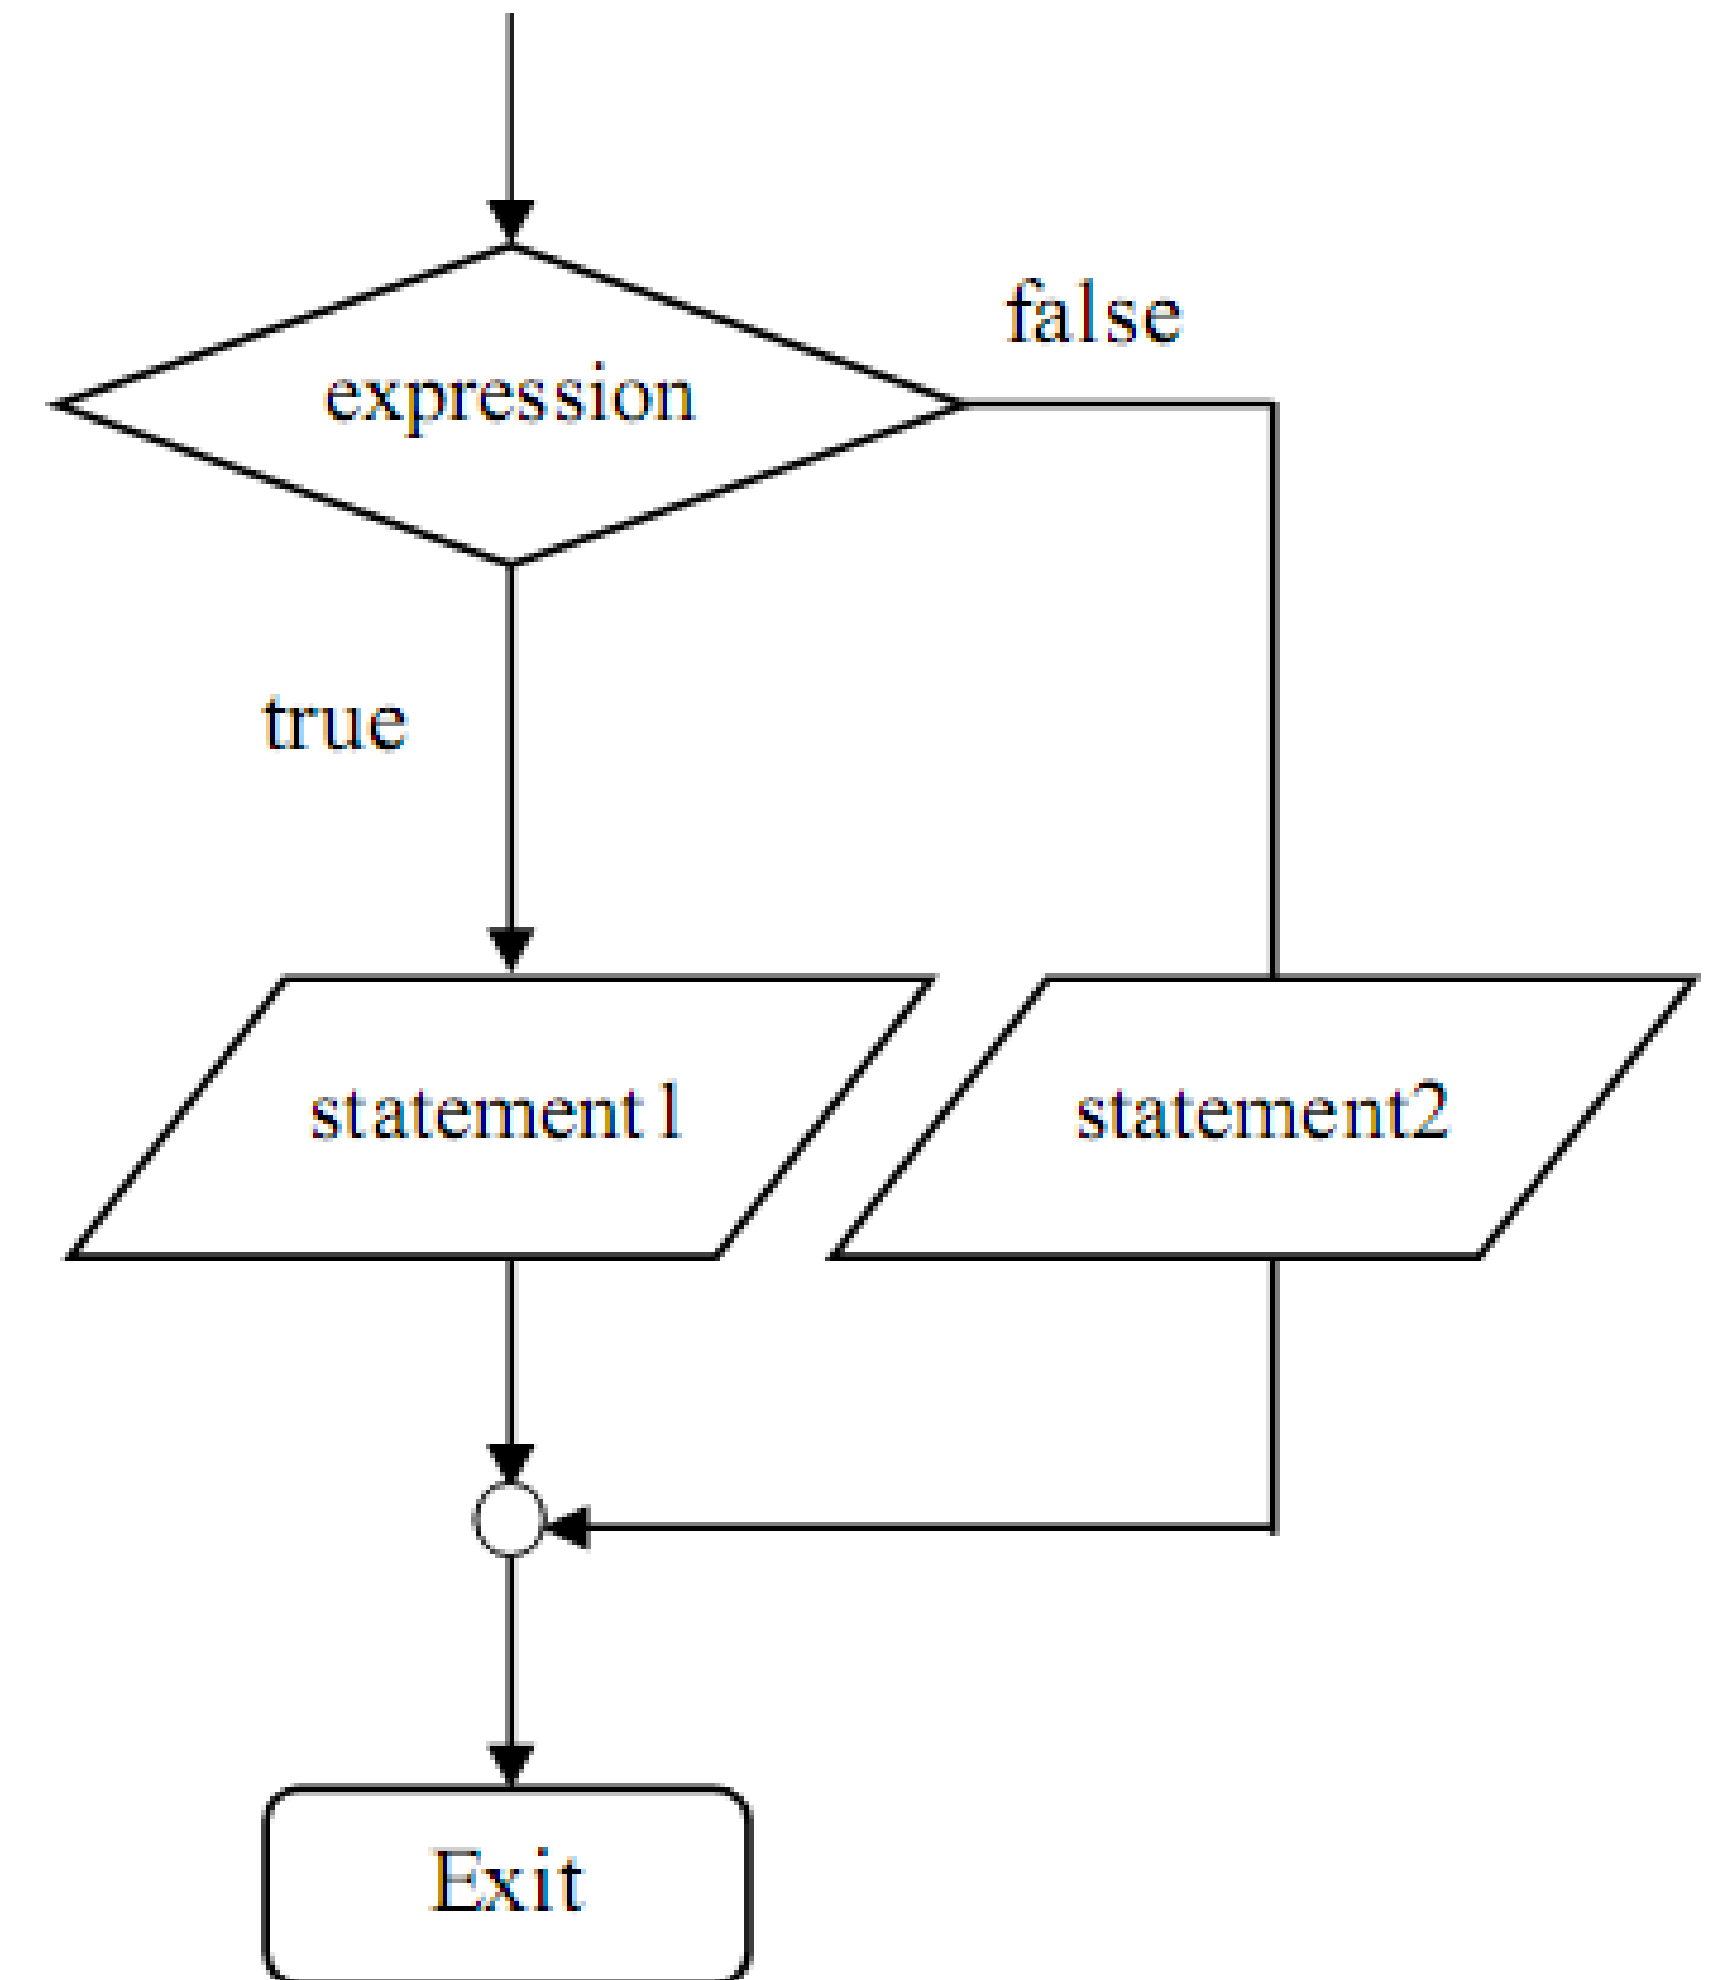 false
expression
true
statement1
statement2
Exit